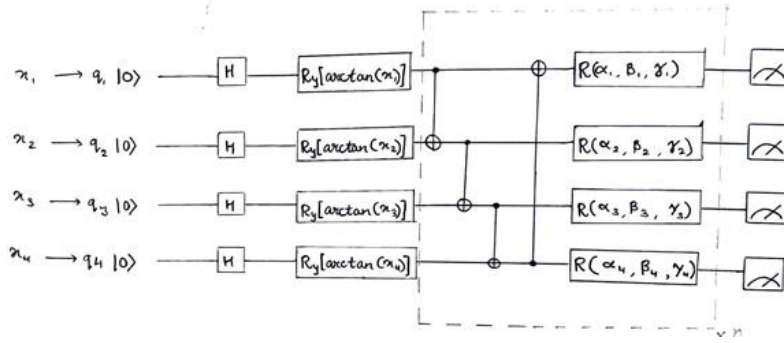 x₁ → q₁ |0⟩ H Ry[arctan(x₁)] R(α₁, β₁, γ₁)
x₂ → q₂ |0⟩ H Ry[arctan(x₂)] R(α₂, β₂, γ₂)
x₃ → q₃ |0⟩ H Ry[arctan(x₃)] R(α₃, β₃, γ₃)
x₄ → q₄ |0⟩ H Ry[arctan(x₄)] R(α₄, β₄, γ₄)
x n